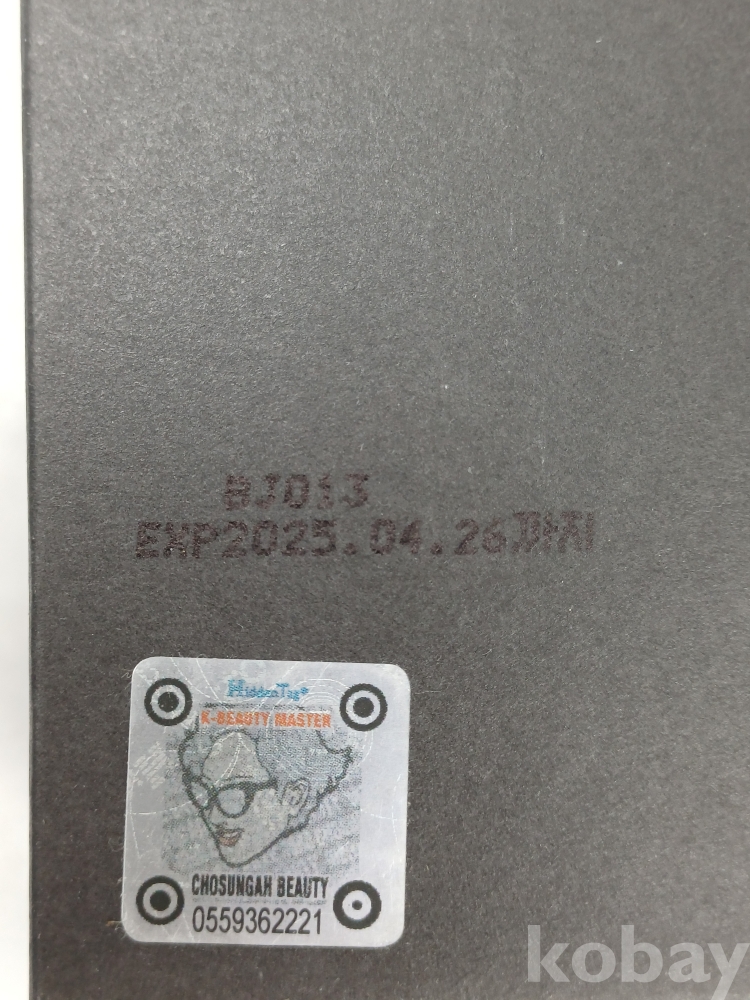 BJ013
EXP2025.04.26까지
HiddenTag®
K-BEAUTY MASTER
CHOSUNGAH BEAUTY
0559362221
kobay